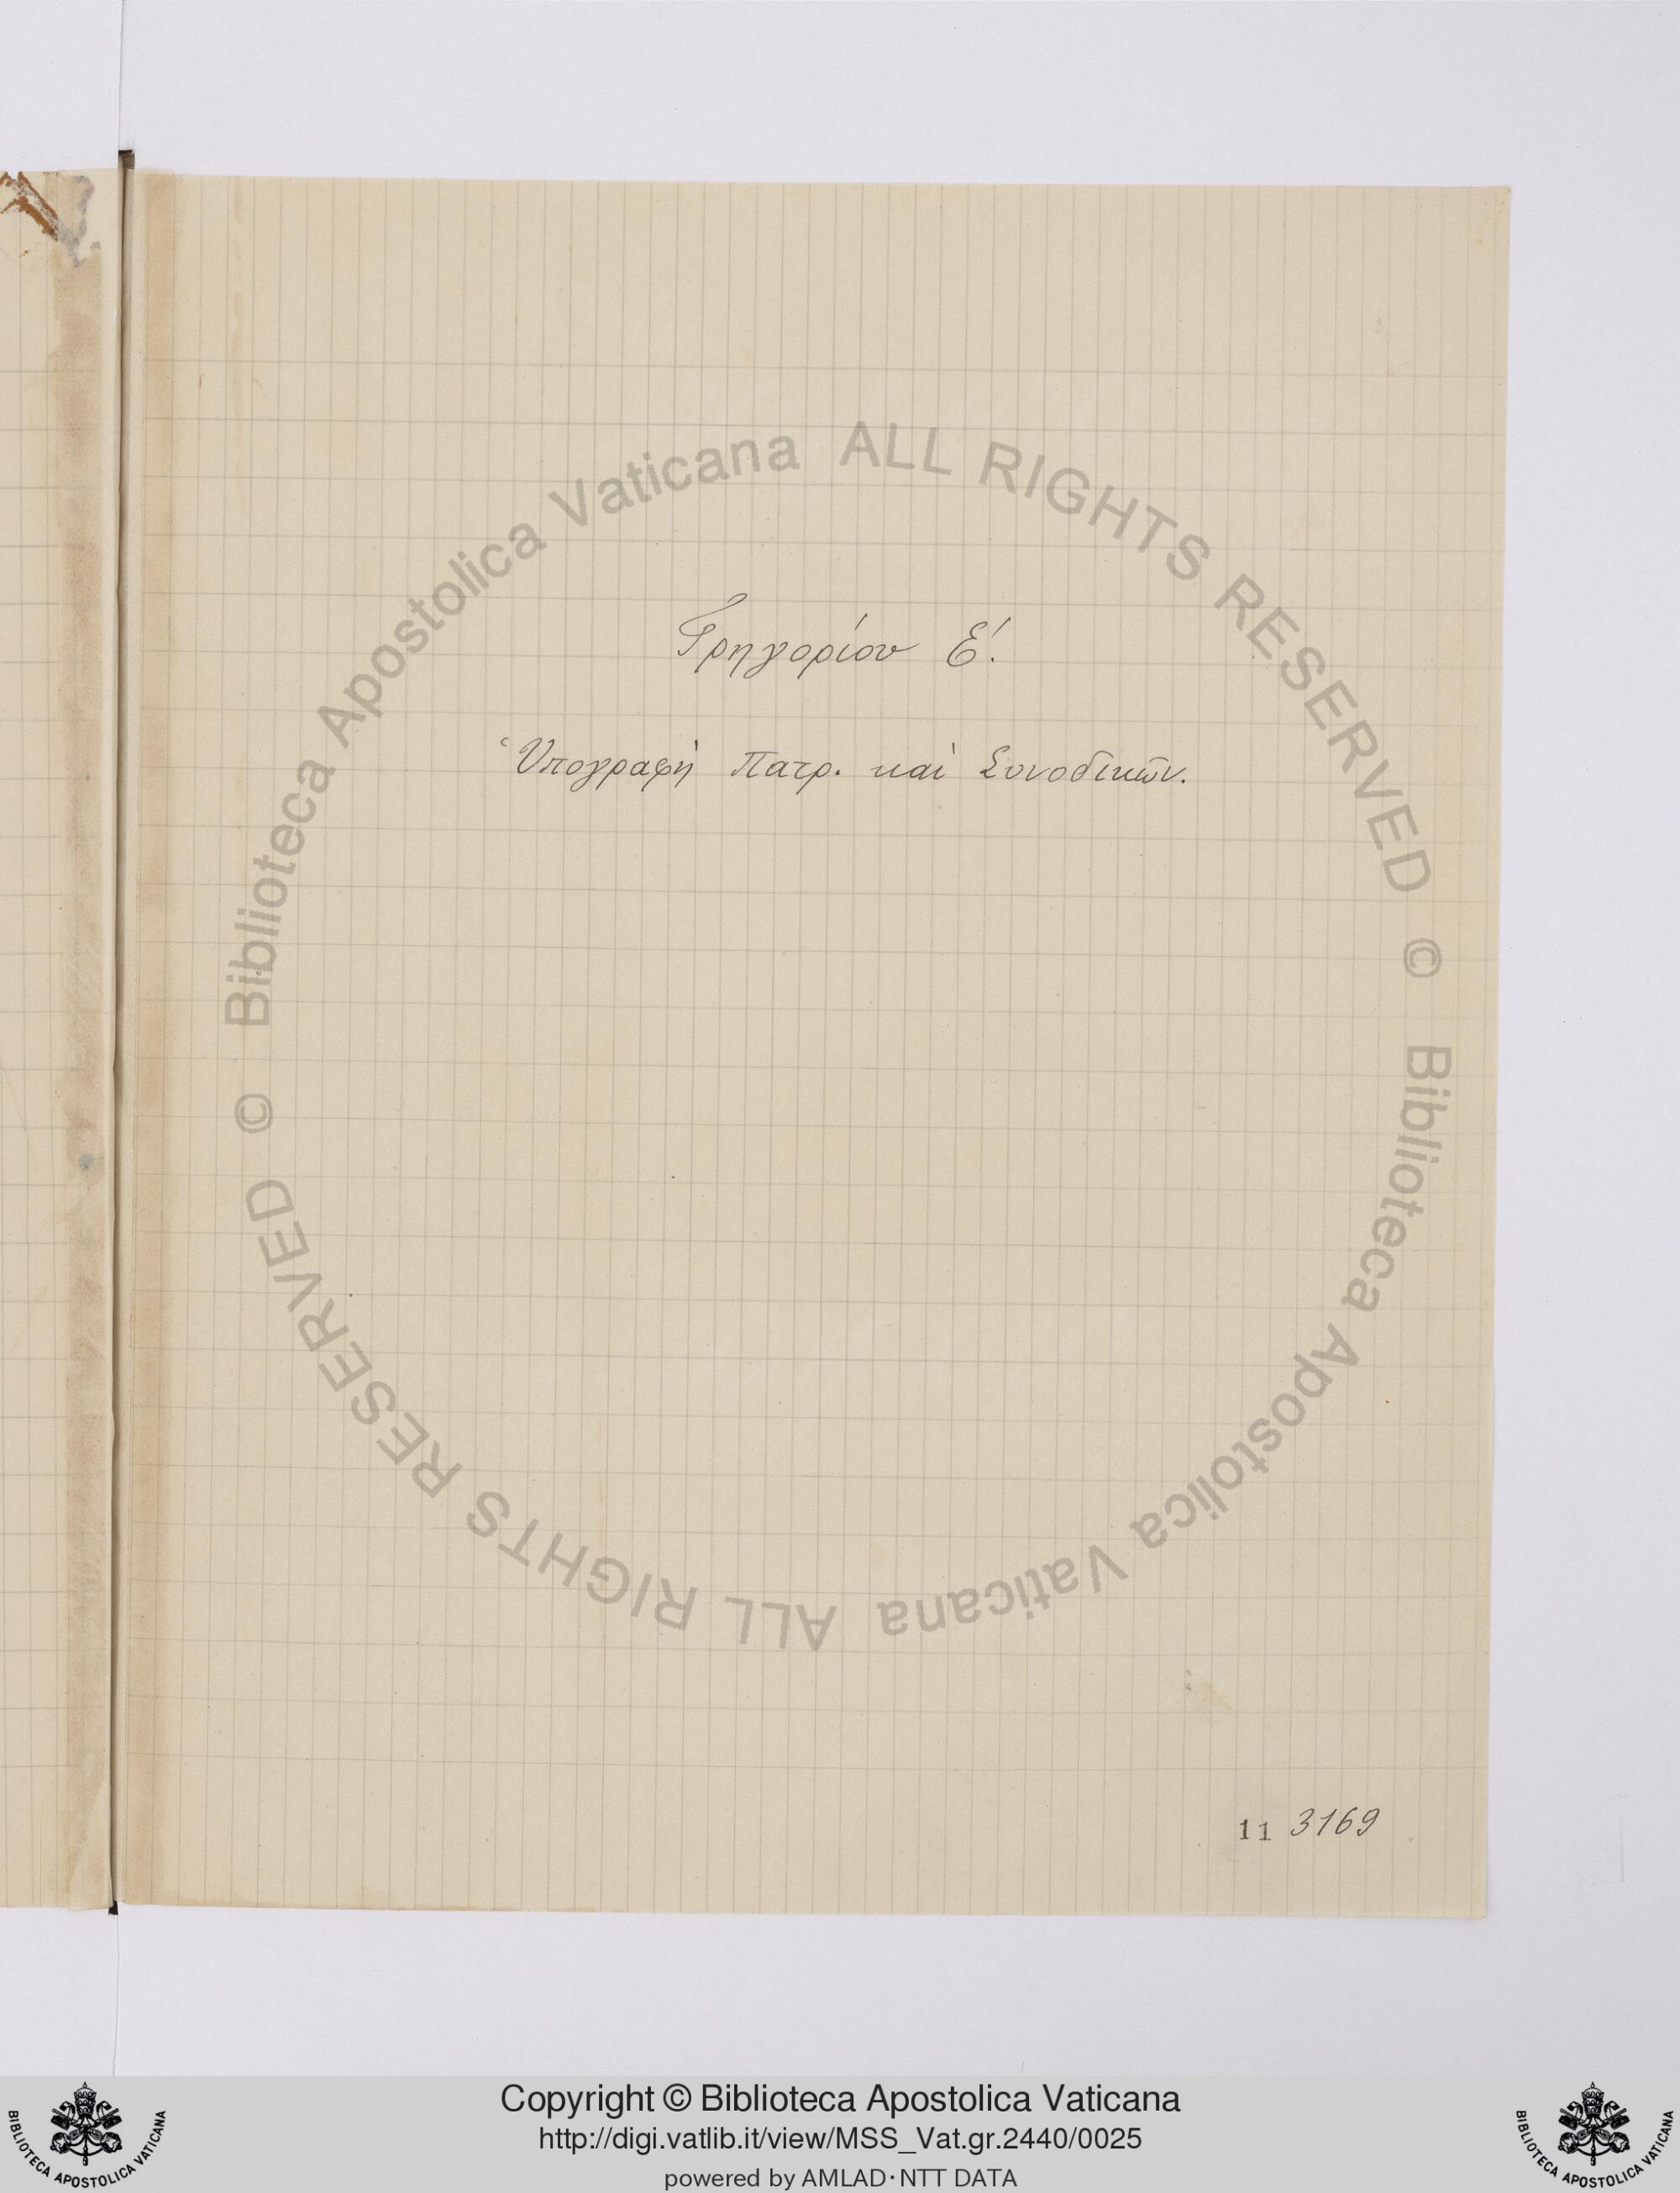 Γρηγορίου Ε΄.
Ὑπογραφὴ Πατρ. καὶ Συνοδικῶν.
11 3169
© Biblioteca Apostolica Vaticana ALL RIGHTS RESERVED
© Biblioteca Apostolica Vaticana ALL RIGHTS RESERVED
Copyright © Biblioteca Apostolica Vaticana
http://digi.vatlib.it/view/MSS_Vat.gr.2440/0025
powered by AMLAD·NTT DATA
BIBLIOTECA APOSTOLICA VATICANA
BIBLIOTECA APOSTOLICA VATICANA